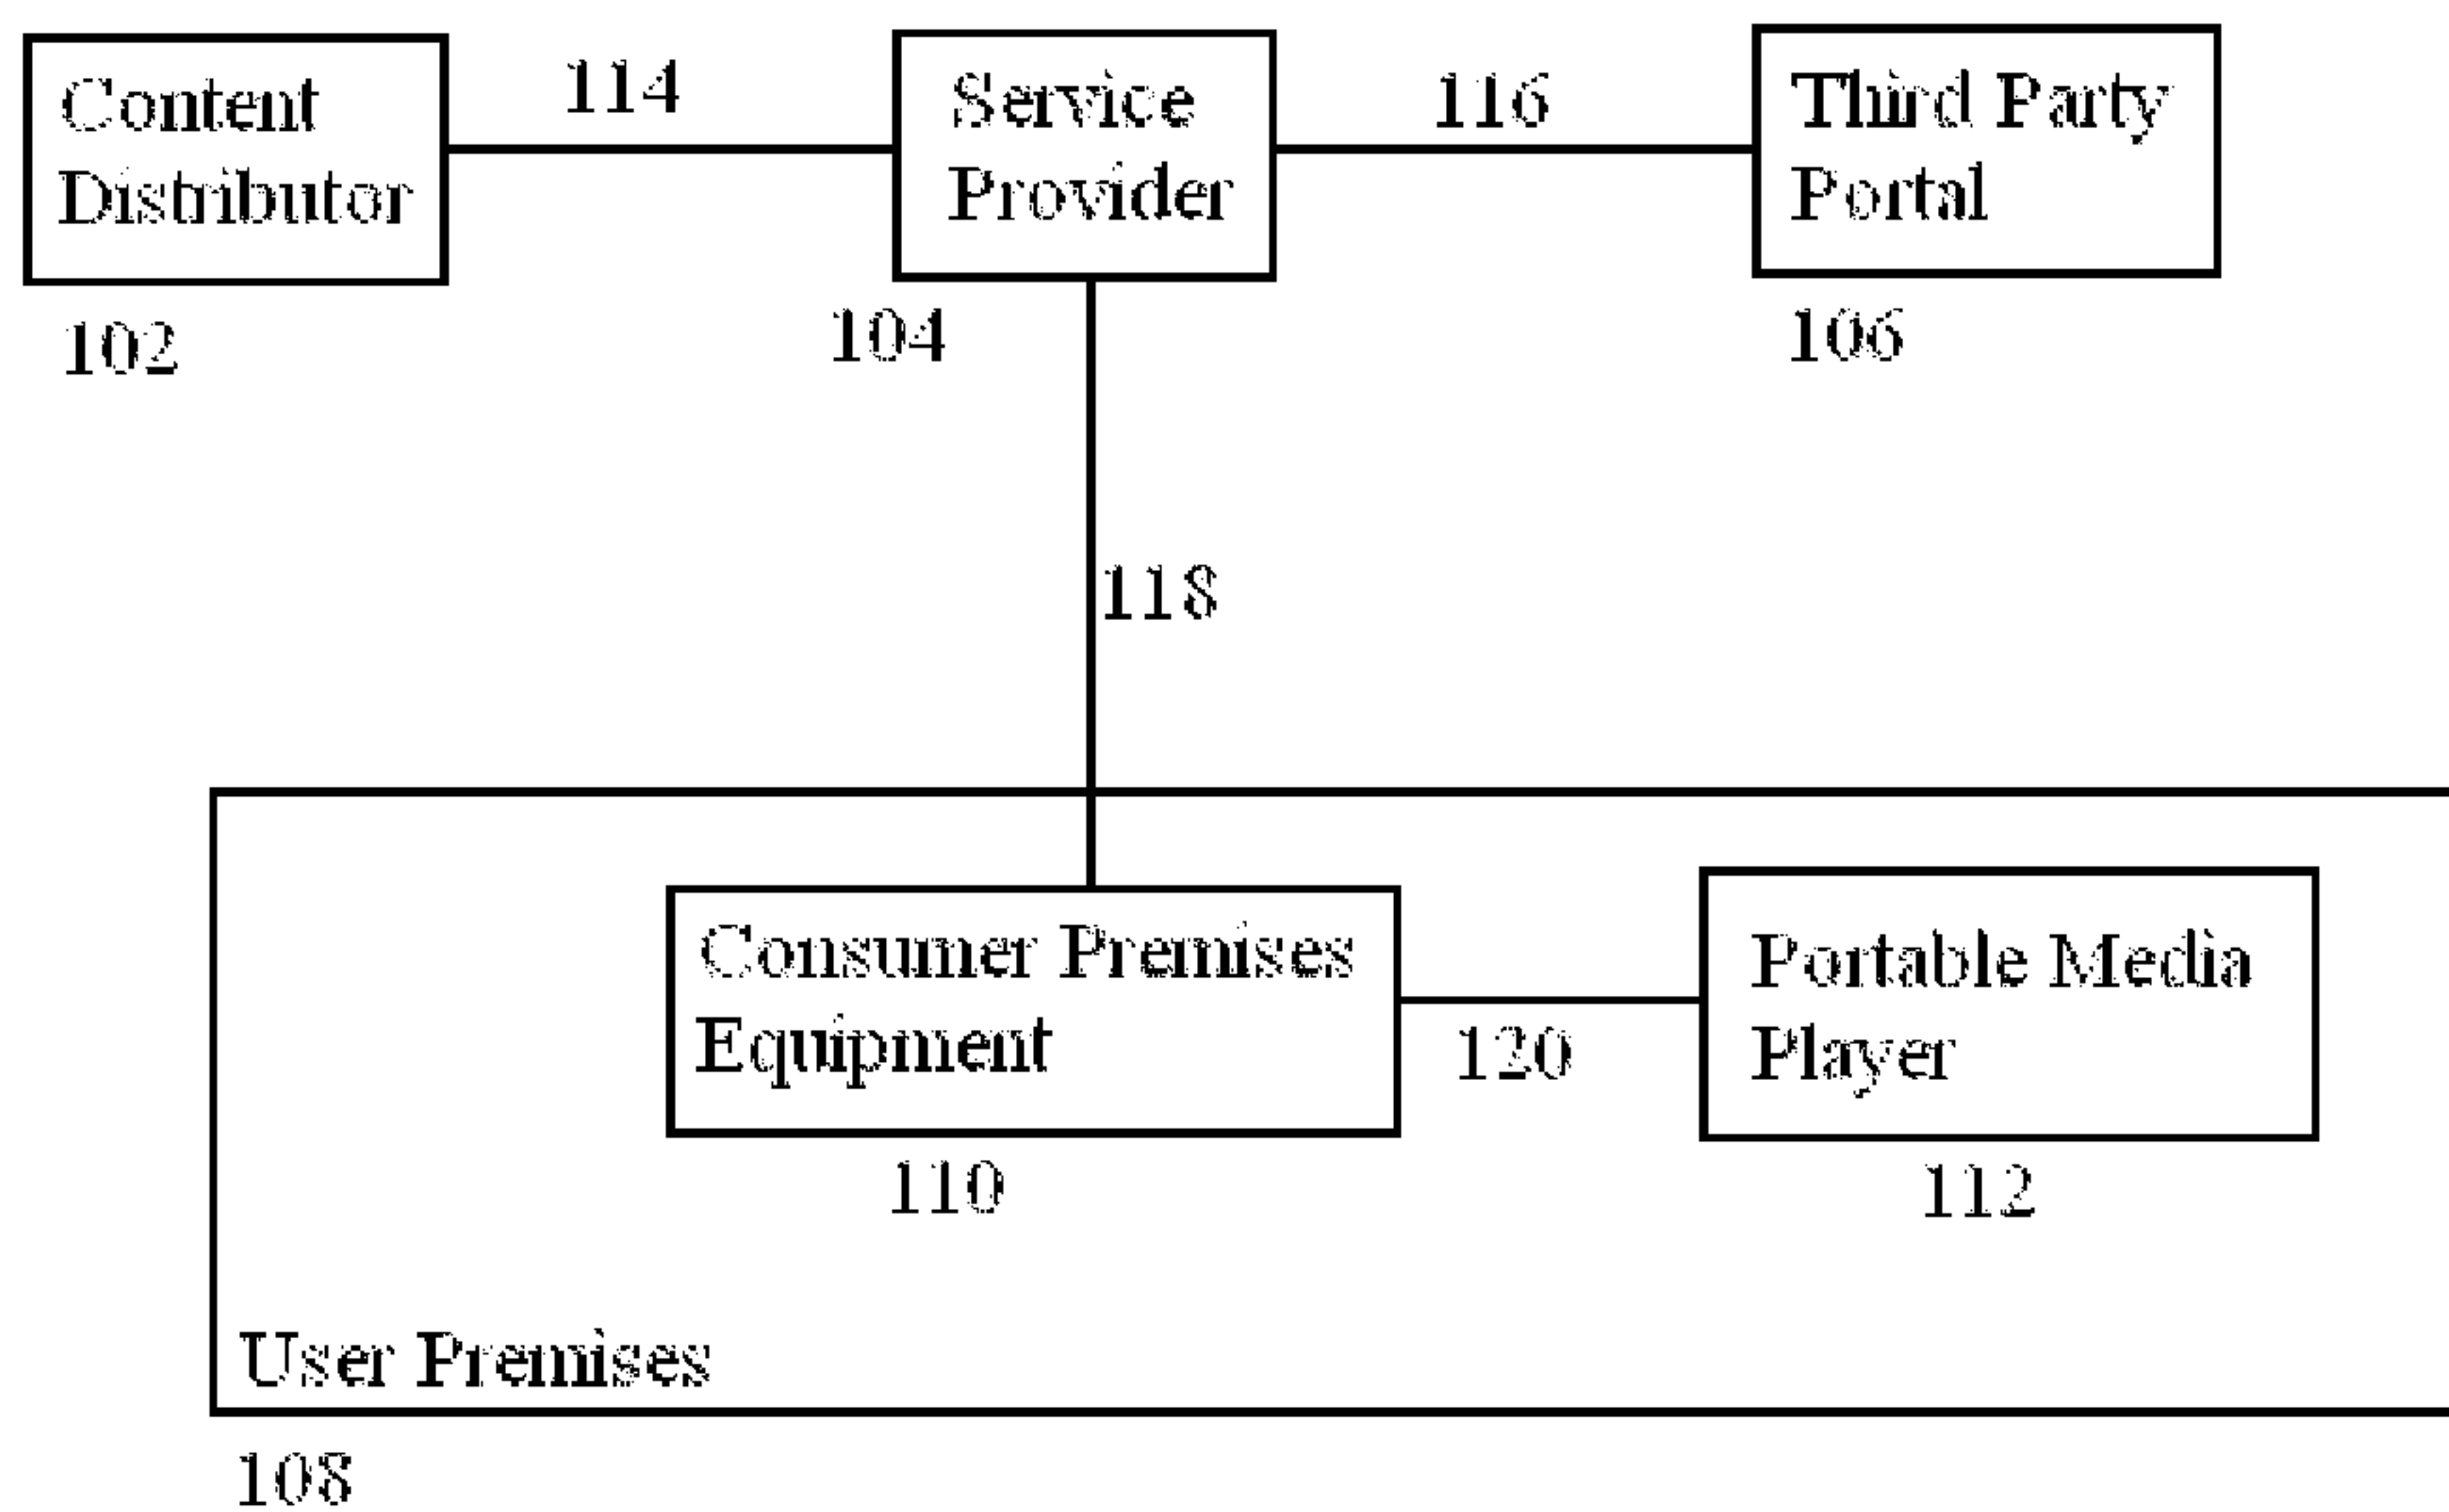 Content
Distributor
102
114
Service
Provider
104
116
Third Party
Portal
106
118
Consumer Premises
Equipment
110
120
Portable Media
Player
112
User Premises
108